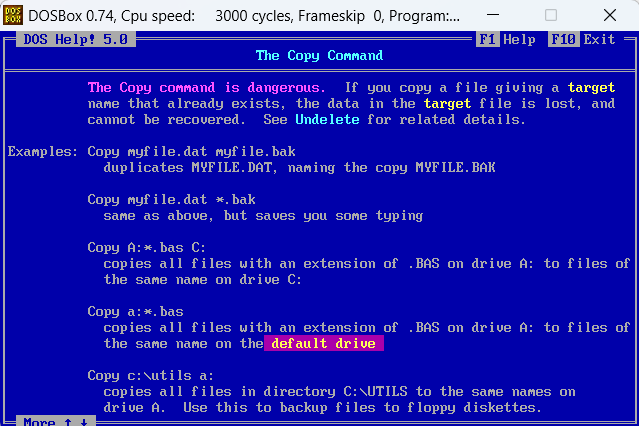 DOSBox 0.74, Cpu speed: 3000 cycles, Frameskip 0, Program:...
DOS Help! 5.0 F1 Help F10 Exit
The Copy Command
The Copy command is dangerous. If you copy a file giving a target
name that already exists, the data in the target file is lost, and
cannot be recovered. See Undelete for related details.
Examples: Copy myfile.dat myfile.bak
duplicates MYFILE.DAT, naming the copy MYFILE.BAK
Copy myfile.dat *.bak
same as above, but saves you some typing
Copy A:*.bas C:
copies all files with an extension of .BAS on drive A: to files of
the same name on drive C:
Copy a:*.bas
copies all files with an extension of .BAS on drive A: to files of
the same name on the default drive
Copy c:\utils a:
copies all files in directory C:\UTILS to the same names on
drive A. Use this to backup files to floppy diskettes.
More ↑ ↓